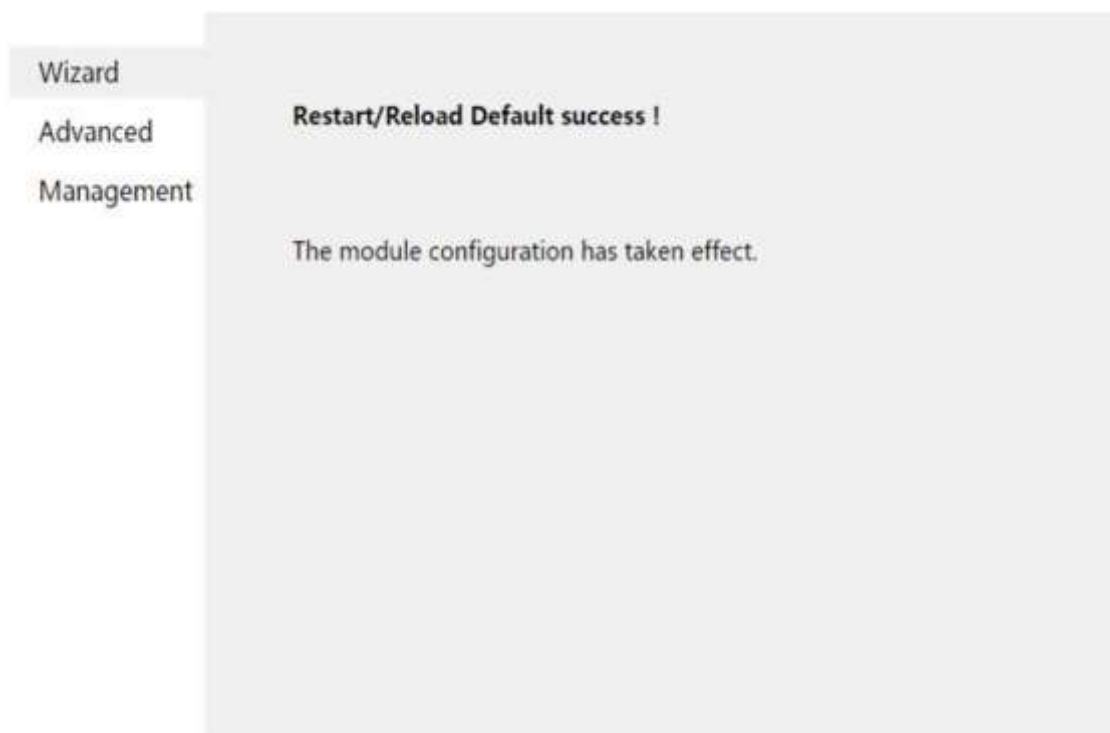 Wizard
Advanced
Management
Restart/Reload Default success !
The module configuration has taken effect.